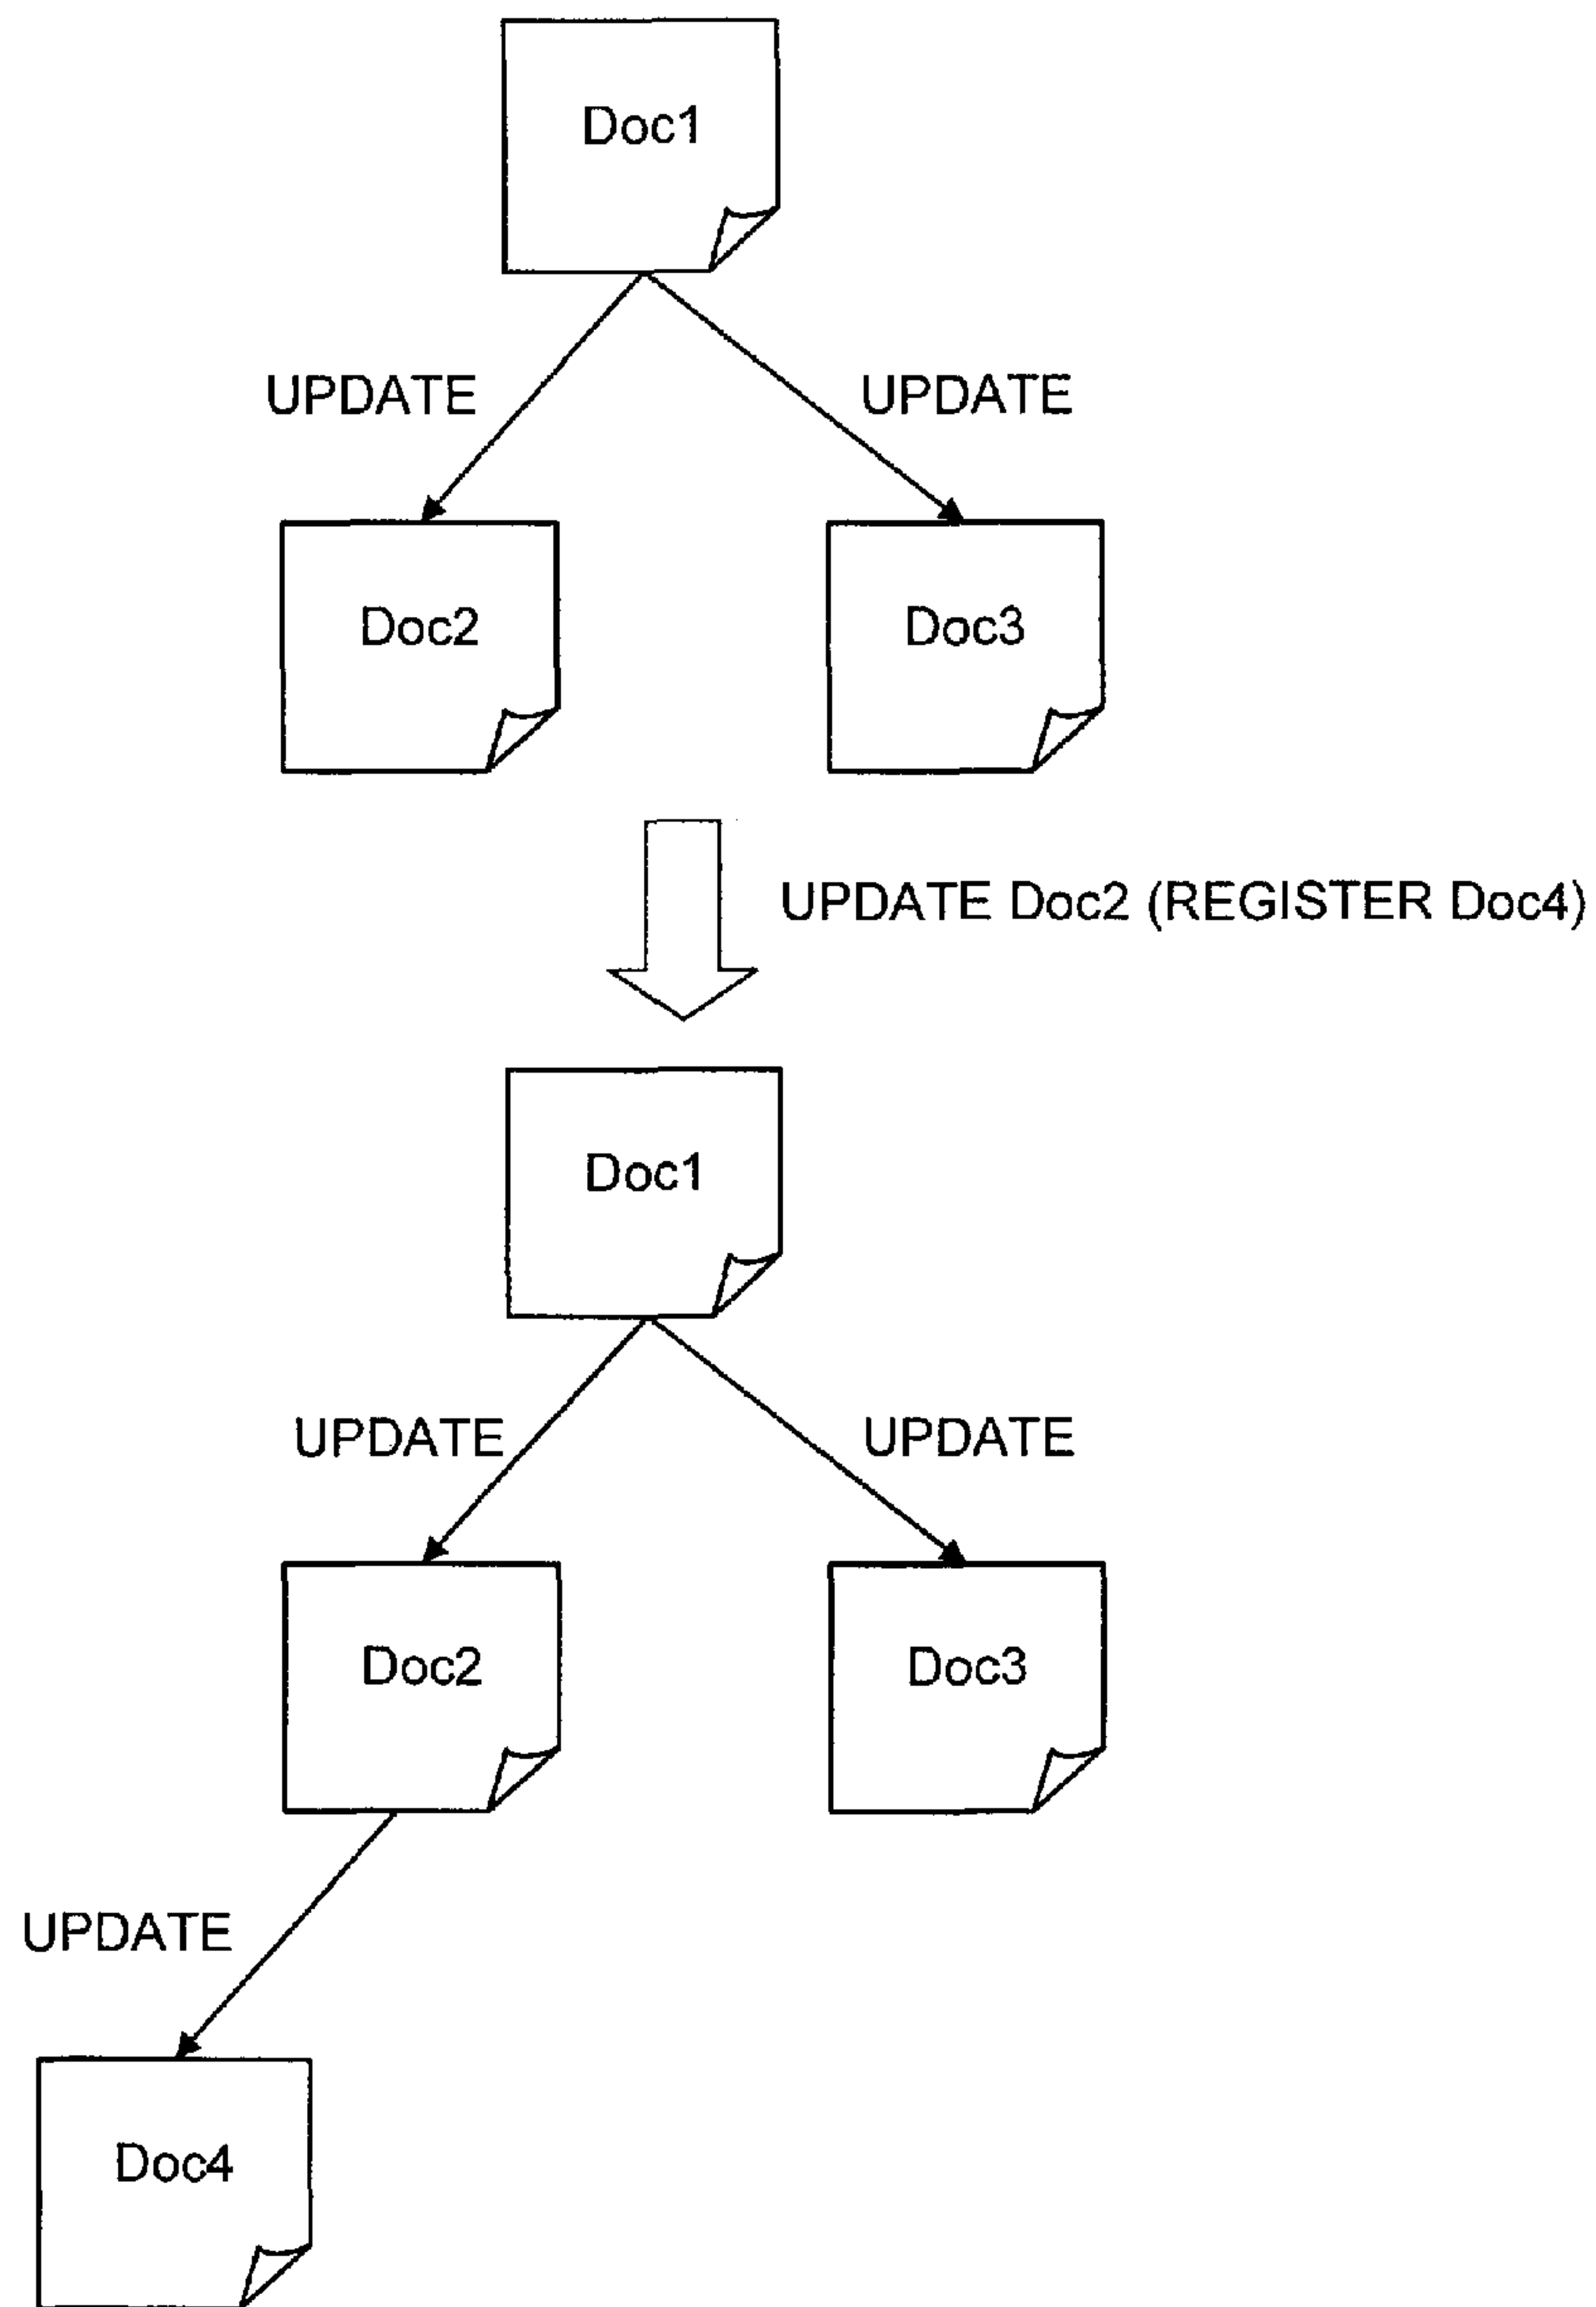 Doc1
UPDATE UPDATE
Doc2 Doc3
UPDATE Doc2 (REGISTER Doc4)
Doc1
UPDATE UPDATE
Doc2 Doc3
UPDATE
Doc4